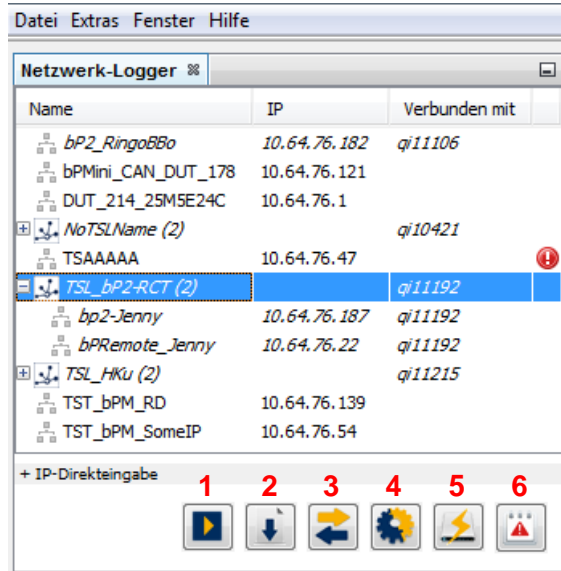 Datei Extras Fenster Hilfe
Netzwerk-Logger
Name IP Verbunden mit
bP2_RingoBBo 10.64.76.182 qi11106
bPMini_CAN_DUT_178 10.64.76.121
DUT_214_25M5E24C 10.64.76.1
NoTSLName (2) qi10421
TSAAAAA 10.64.76.47
TSL_bP2-RCT (2) qi11192
bp2-Jenny 10.64.76.187 qi11192
bPRemote_Jenny 10.64.76.22 qi11192
TSL_HKu (2) qi11215
TST_bPM_RD 10.64.76.139
TST_bPM_SomeIP 10.64.76.54
+ IP-Direkteingabe
1 2 3 4 5 6